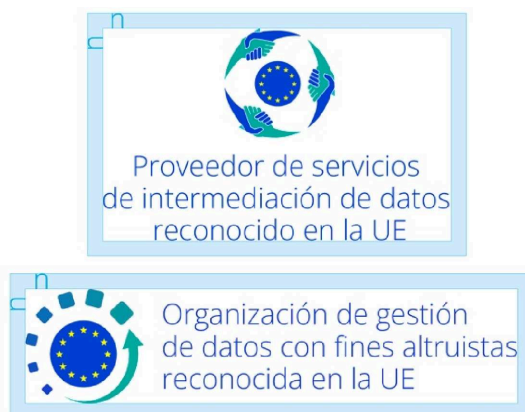 n
n
Proveedor de servicios
de intermediación de datos
reconocido en la UE
n
n
Organización de gestión
de datos con fines altruistas
reconocida en la UE